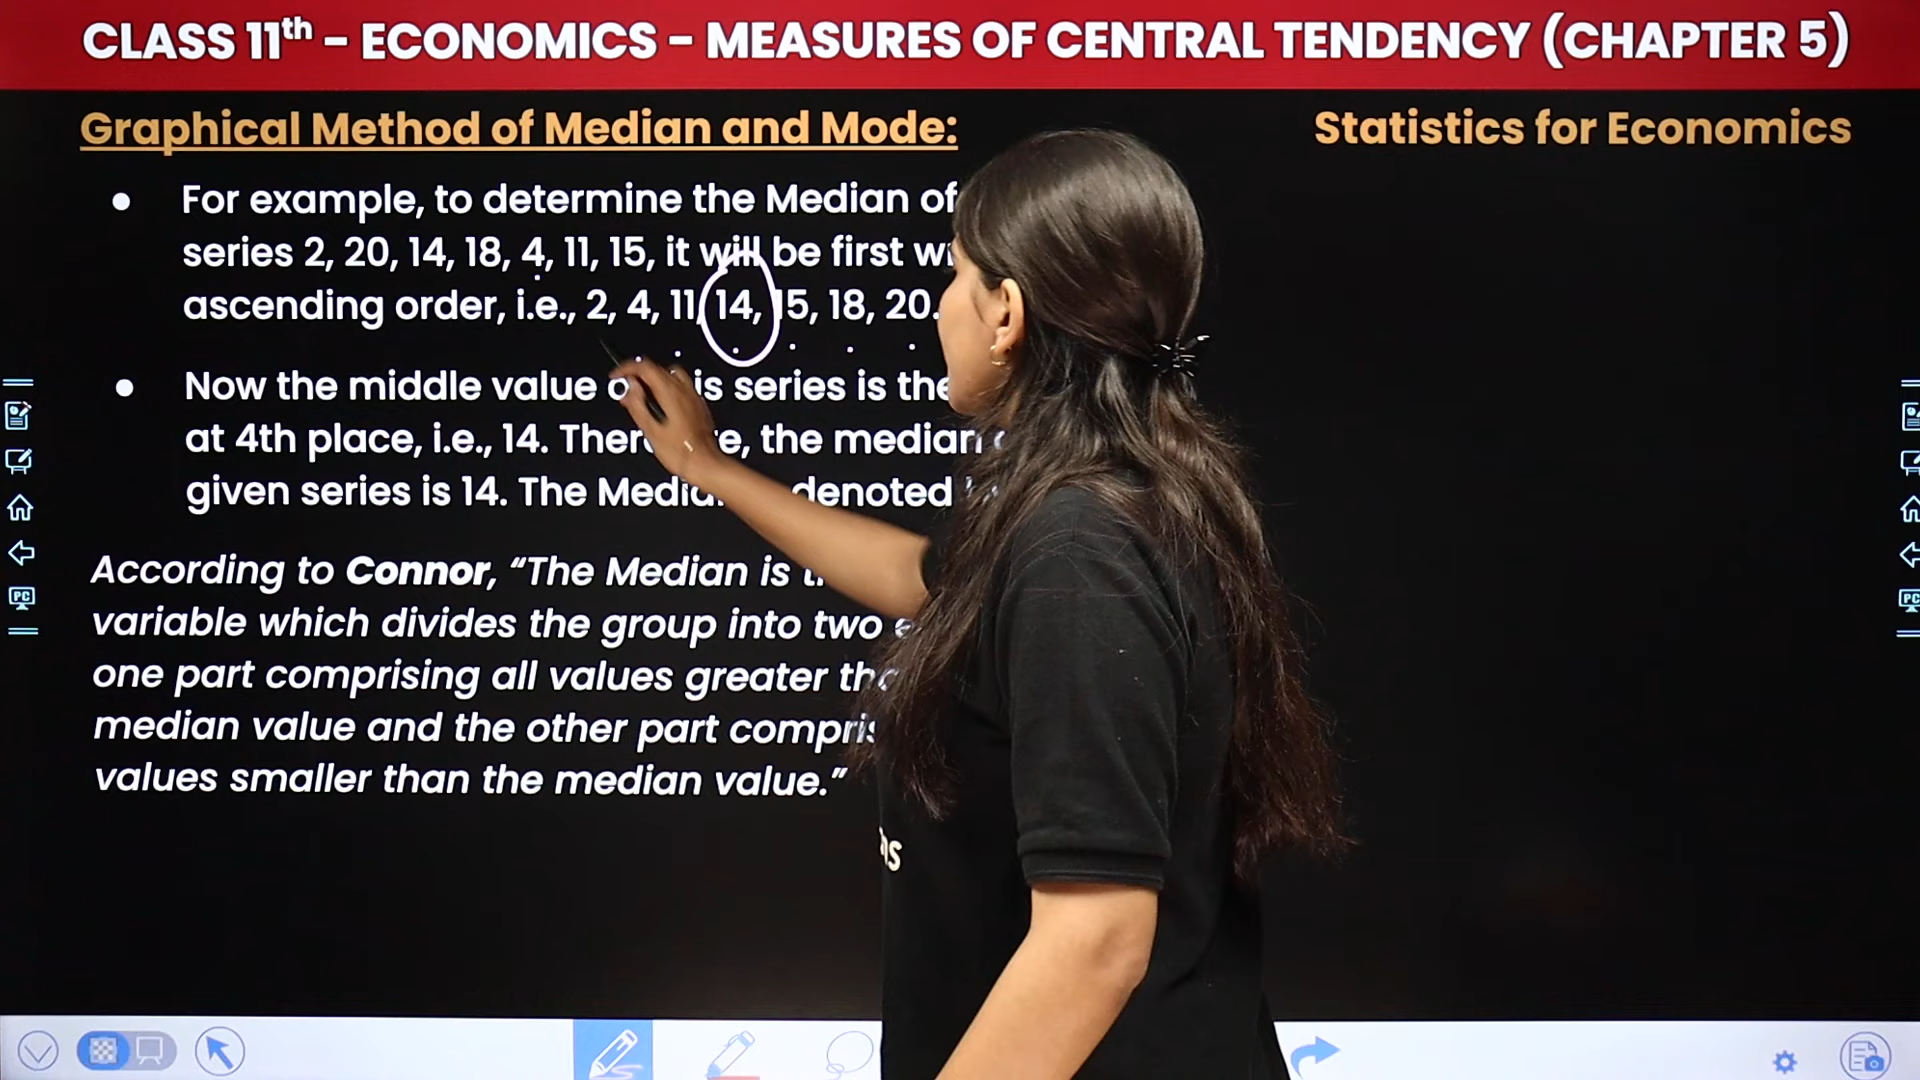 CLASS 11th - ECONOMICS - MEASURES OF CENTRAL TENDENCY (CHAPTER 5)
Graphical Method of Median and Mode:
Statistics for Economics
• For example, to determine the Median of
series 2, 20, 14, 18, 4, 11, 15, it will be first
ascending order, i.e., 2, 4, 11, 14, 15, 18, 20.
• Now the middle value is series is the
at 4th place, i.e., 14. the median
given series is 14. The denoted
According to Connor, “The Median is
variable which divides the group into two
one part comprising all values greater
median value and the other part
values smaller than the median value.”
PC
PC